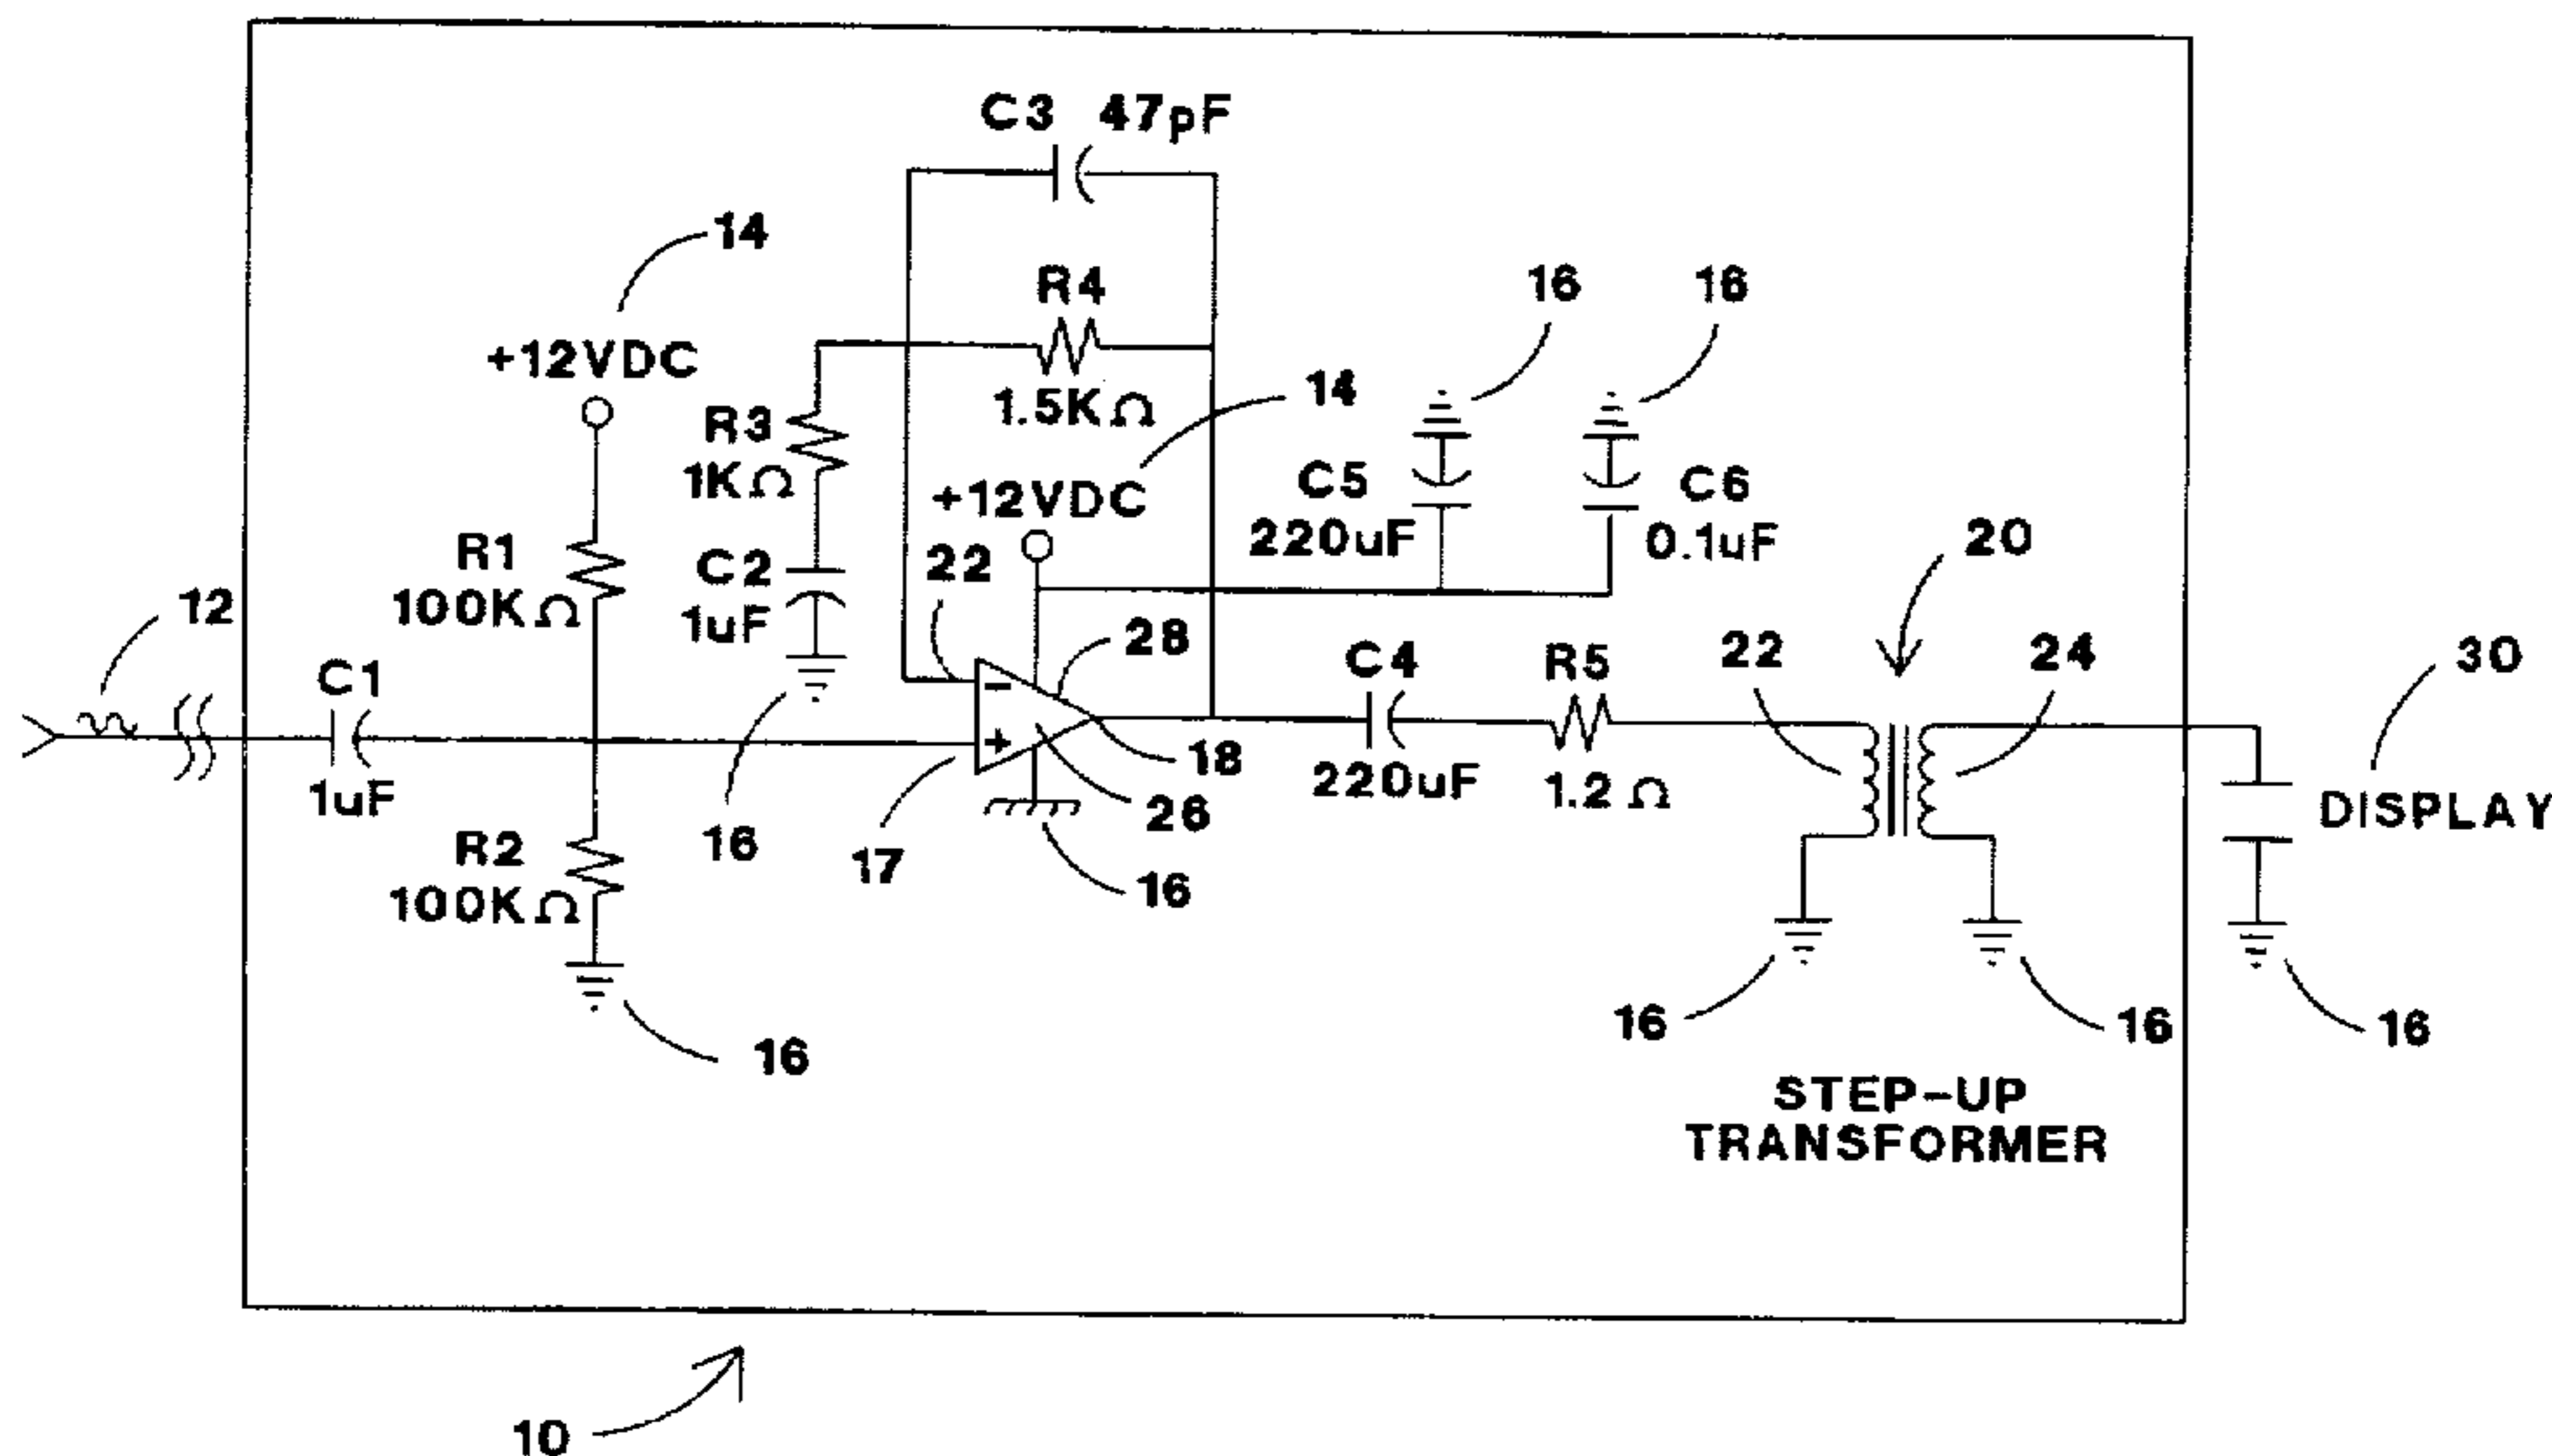 C3 47pF
14
R4
16 16
+12VDC
1.5KΩ
14
R3
1KΩ
+12VDC
C5
220uF
C6
0.1uF
R1
100KΩ
C2
1uF
22
20
12
28
C4
R5
22
24
30
C1
1uF
18
220uF
1.2 Ω
DISPLAY
26
R2
100KΩ
16
17
16
16
16
16
16
STEP-UP
TRANSFORMER
10